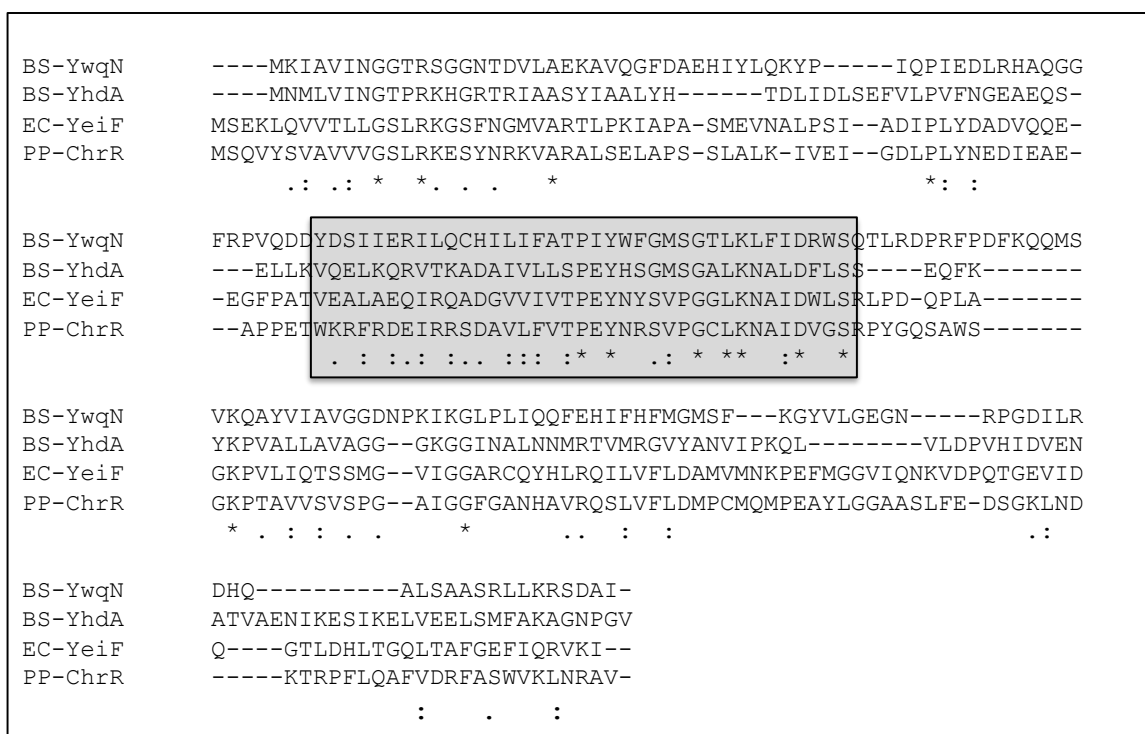 BS-YwqN ----MKIAVINGGTRSGGNTDVLAEKAVQGFDAEHIYLQKYP-----IQPIEDLRHAQGG
BS-YhdA ----MNMLVINGTPRKHGRTRIAASYIAALYH------TDLIDLSEFVLPVFNGEAEQS-
EC-YeiF MSEKLQVVTLLGSLRKGSFNGMVARTLPKIAPA-SMEVNALPSI--ADIPLYDADVQQE-
PP-ChrR MSQVYSVAVVVGSLRKESYNRKVARALSELAPS-SLALK-IVEI--GDLPLYNEDIEAE-
.: .: * *. . * *: :
BS-YwqN FRPVQDDYDSIIERILQCHILIFATPIYWFGMSGTLKLFIDRWSQTLRDPRFPDFKQQMS
BS-YhdA ---ELLKVQELKQRVTKADAIVLLSPEYHSGMSGALKNALDFLSS----EQFK-------
EC-YeiF -EGFPATVEALAEQIRQADGVVIVTPEYNYSVPGGLKNAIDWLSRLPD-QPLA-------
PP-ChrR --APPETWKRFRDEIRRSDAVLFVTPEYNRSVPGCLKNAIDVGSRPYGQSAWS-------
. : :.: :.. :::: :* * .: * ** :* *
BS-YwqN VKQAYVIAVGGDNPKIKGLPLIQQFEHIFHFMGMSF---KGYVLGEGN-----RPGDILR
BS-YhdA YKPVALLAVAGG--GKGGINALNNMRTVMRGVYANVIPKQL--------VLDPVHIDVEN
EC-YeiF GKPVLIQTSSMG--VIGGARCQYHLRQILVFLDAMVMNKPEFMGGVIQNKVDPQTGEVID
PP-ChrR GKPTAVVSVSPG--AIGGFGANHAVRQSLVFLDMPCMQMPEAYLGGAASLFE-DSGKLND
* . : : . . * .. : : .:
BS-YwqN DHQ----------ALSAASRLLKRSDAI-
BS-YhdA ATVAENIKESIKELVEELSMFAKAGNPGV
EC-YeiF Q----GTLDHLTGQLTAFGEFIQRVKI--
PP-ChrR -----KTRPFLQAFVDRFASWVKLNRAV-
: . :